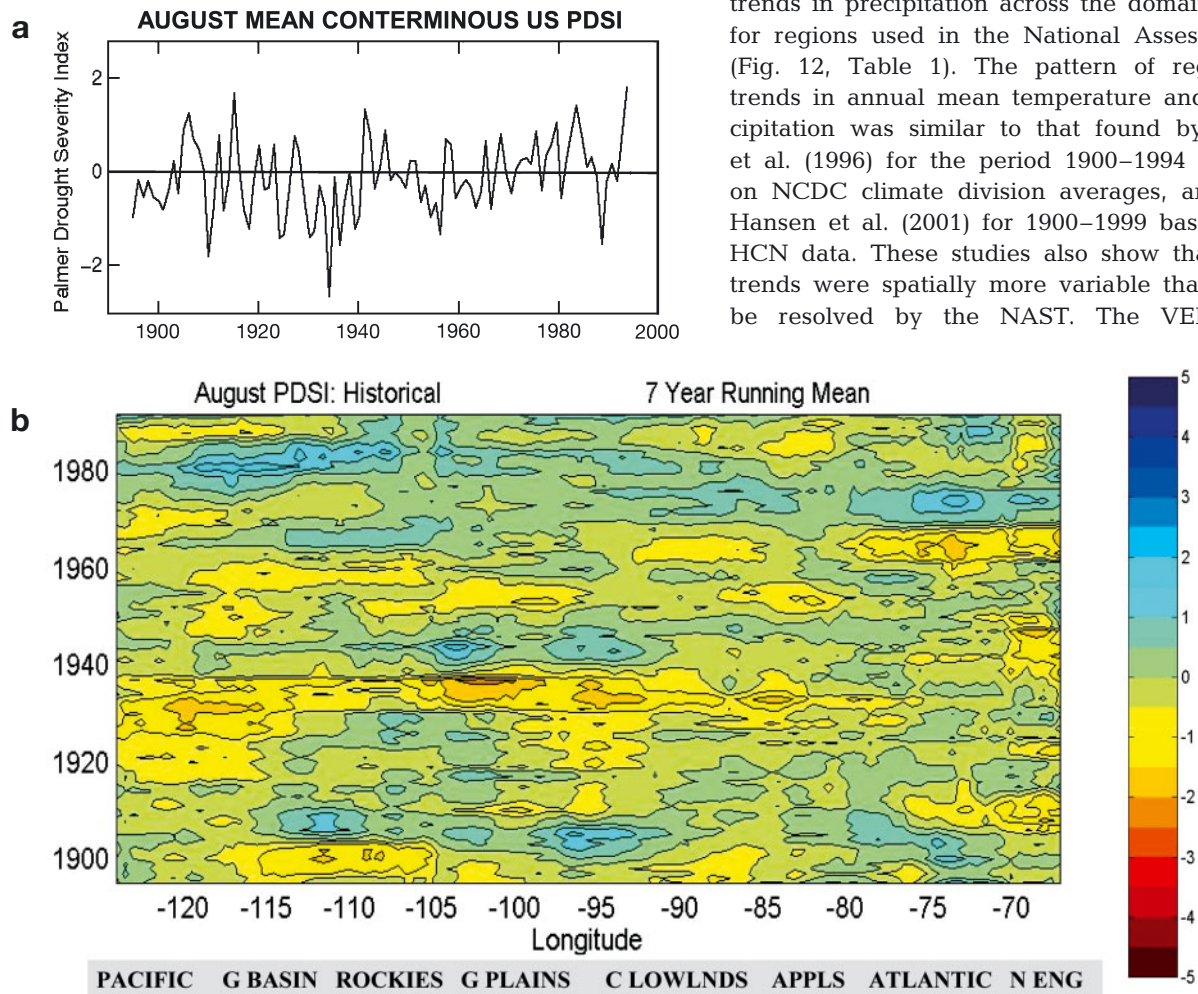 a
AUGUST MEAN CONTERMINOUS US PDSI
Palmer Drought Severity Index
2
0
−2
1900 1920 1940 1960 1980 2000
trends in precipitation across the domain
for regions used in the National Asses
(Fig. 12, Table 1). The pattern of re
trends in annual mean temperature and
cipitation was similar to that found by
et al. (1996) for the period 1900–1994
on NCDC climate division averages, a
Hansen et al. (2001) for 1900–1999 bas
HCN data. These studies also show tha
trends were spatially more variable tha
be resolved by the NAST. The VE
b
August PDSI: Historical 7 Year Running Mean
1980
1960
1940
1920
1900
-120 -115 -110 -105 -100 -95 -90 -85 -80 -75 -70
Longitude
5
4
3
2
1
0
-1
-2
-3
-4
-5
PACIFIC G BASIN ROCKIES G PLAINS C LOWLNDS APPLS ATLANTIC N ENG